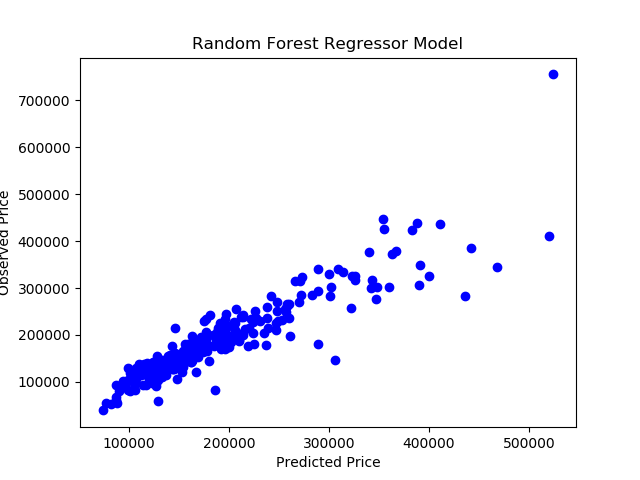 Random Forest Regressor Model
700000
600000
500000
400000
300000
200000
100000
Observed Price
100000 200000 300000 400000 500000
Predicted Price